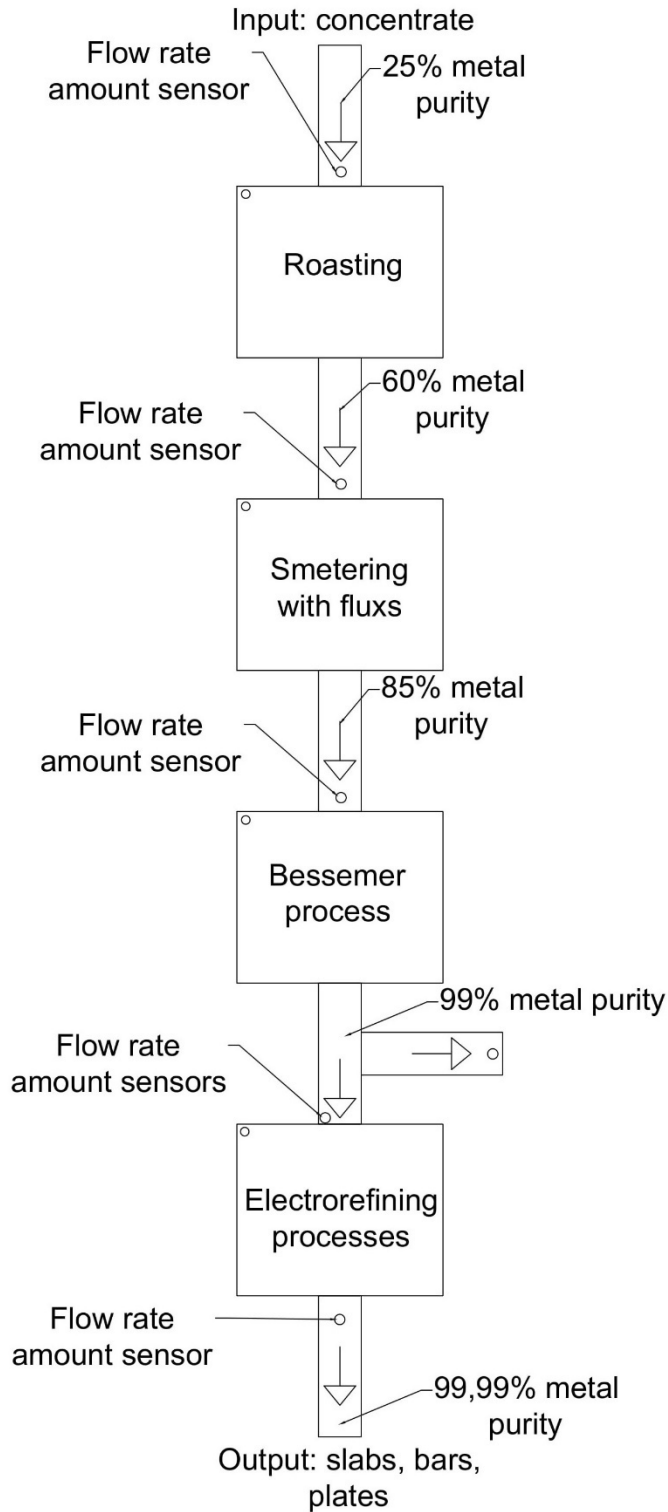 Input: concentrate
Flow rate
amount sensor
25% metal
purity
Roasting
60% metal
purity
Flow rate
amount sensor
Smetering
with fluxs
85% metal
purity
Flow rate
amount sensor
Bessemer
process
99% metal purity
Flow rate
amount sensors
Electrorefining
processes
Flow rate
amount sensor
99,99% metal
purity
Output: slabs, bars,
plates